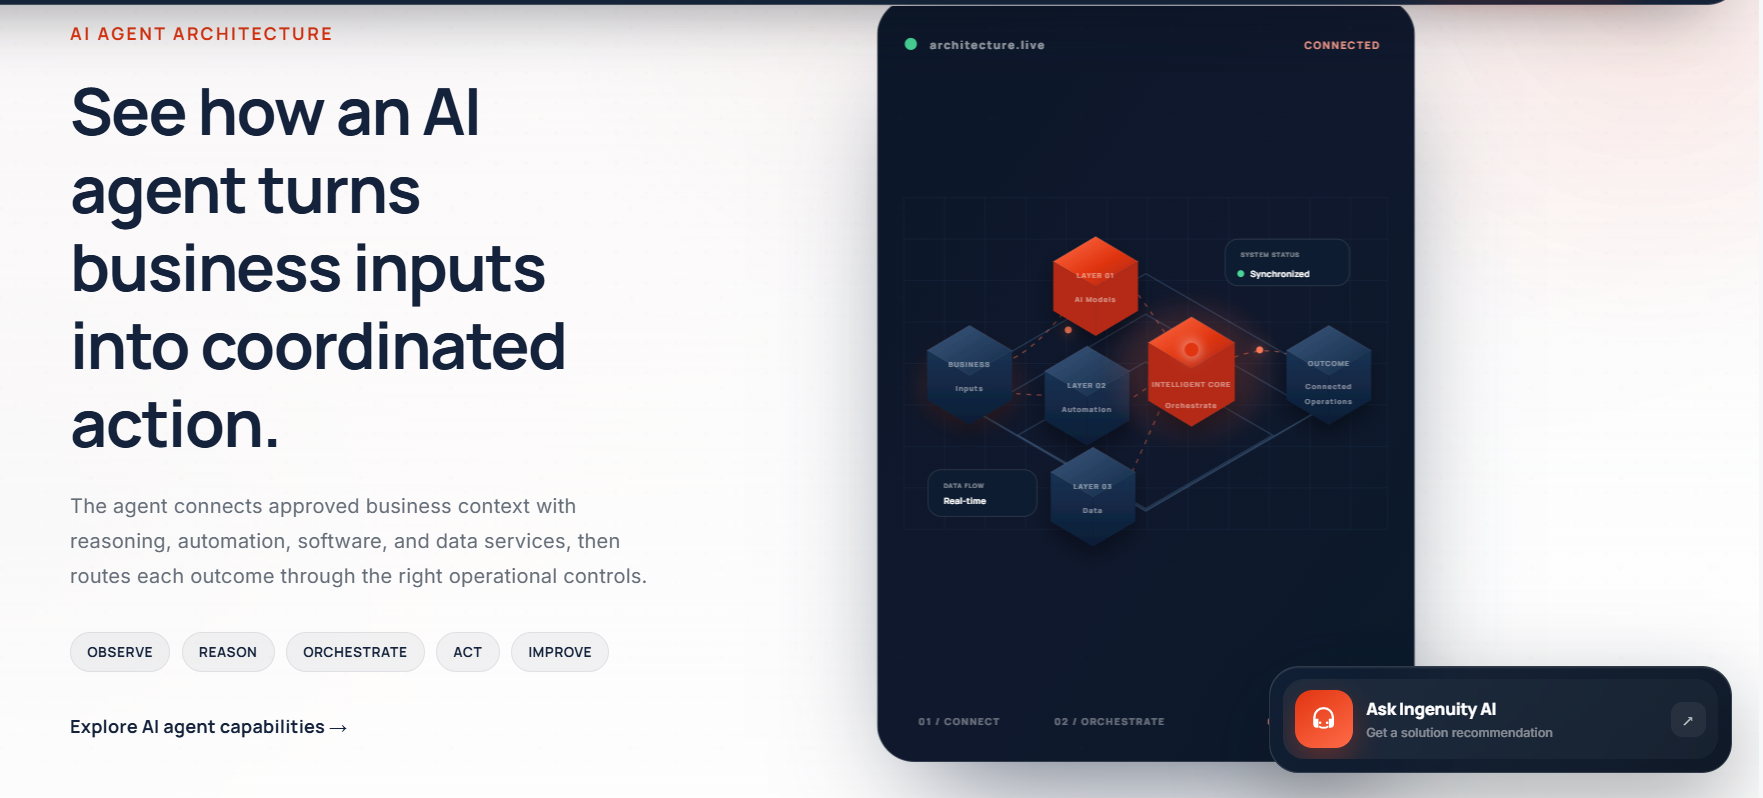 AI AGENT ARCHITECTURE
See how an AI
agent turns
business inputs
into coordinated
action.
The agent connects approved business context with
reasoning, automation, software, and data services, then
routes each outcome through the right operational controls.
OBSERVE
REASON
ORCHESTRATE
ACT
IMPROVE
Explore AI agent capabilities →
architecture.live
CONNECTED
SYSTEM STATUS
Synchronized
LAYER 01
AI Models
BUSINESS
Inputs
LAYER 02
Automation
INTELLIGENT CORE
Orchestrate
OUTCOME
Connected
Operations
DATA FLOW
Real-time
LAYER 03
Data
01 / CONNECT
02 / ORCHESTRATE
Ask Ingenuity AI
Get a solution recommendation
↗